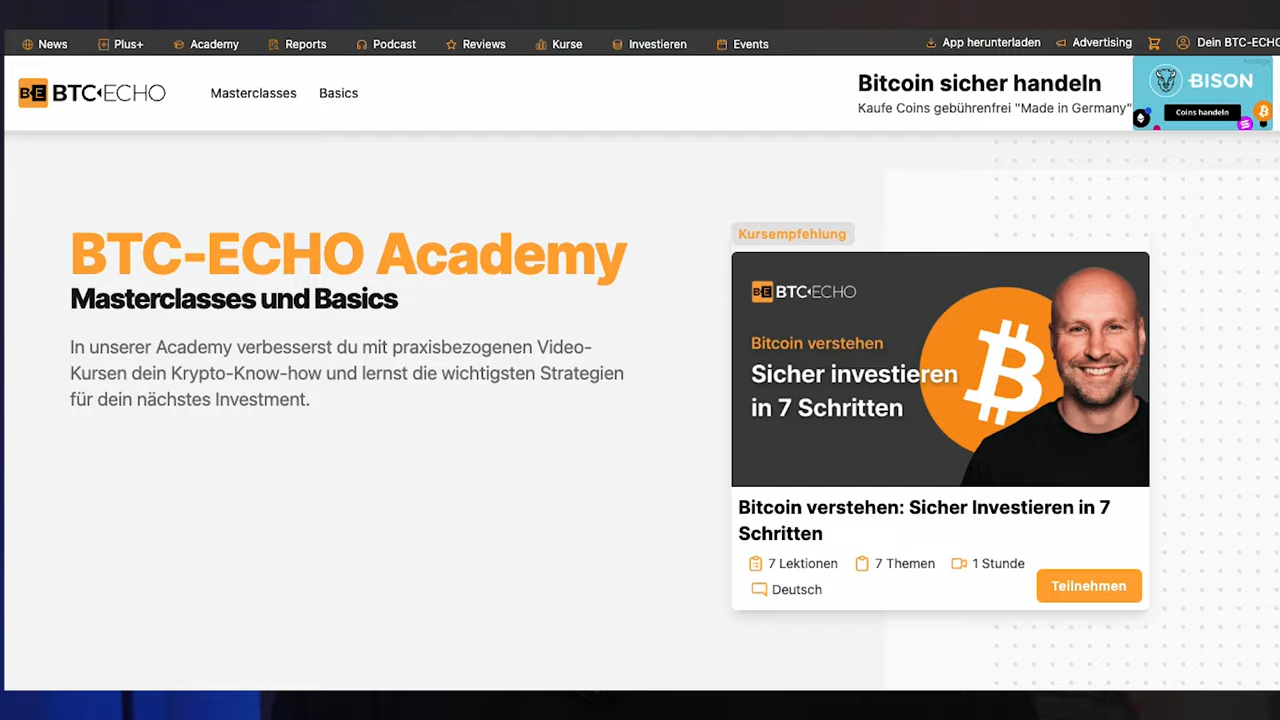 News Plus+ Academy Reports Podcast Reviews Kurse Investieren Events App herunterladen Advertising Dein BTC-ECHO
BE BTC-ECHO Masterclasses Basics
Bitcoin sicher handeln
Kaufe Coins gebührenfrei "Made in Germany"
Anzeige
BISON
Coins handeln
BTC-ECHO Academy
Masterclasses und Basics
In unserer Academy verbesserst du mit praxisbezogenen Video-
Kursen dein Krypto-Know-how und lernst die wichtigsten Strategien
für dein nächstes Investment.
Kursempfehlung
BE BTC-ECHO
Bitcoin verstehen
Sicher investieren
in 7 Schritten
Bitcoin verstehen: Sicher Investieren in 7
Schritten
7 Lektionen 7 Themen 1 Stunde
Deutsch
Teilnehmen